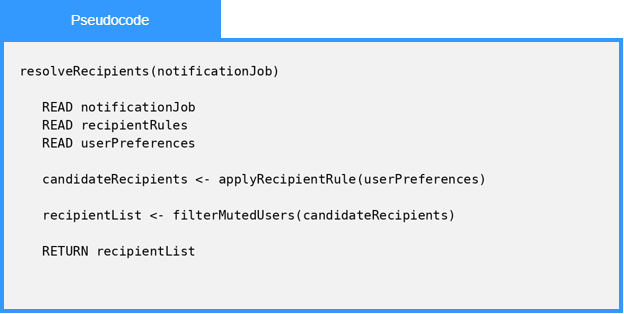 Pseudocode
resolveRecipients(notificationJob)
READ notificationJob
READ recipientRules
READ userPreferences
candidateRecipients <- applyRecipientRule(userPreferences)
recipientList <- filterMutedUsers(candidateRecipients)
RETURN recipientList